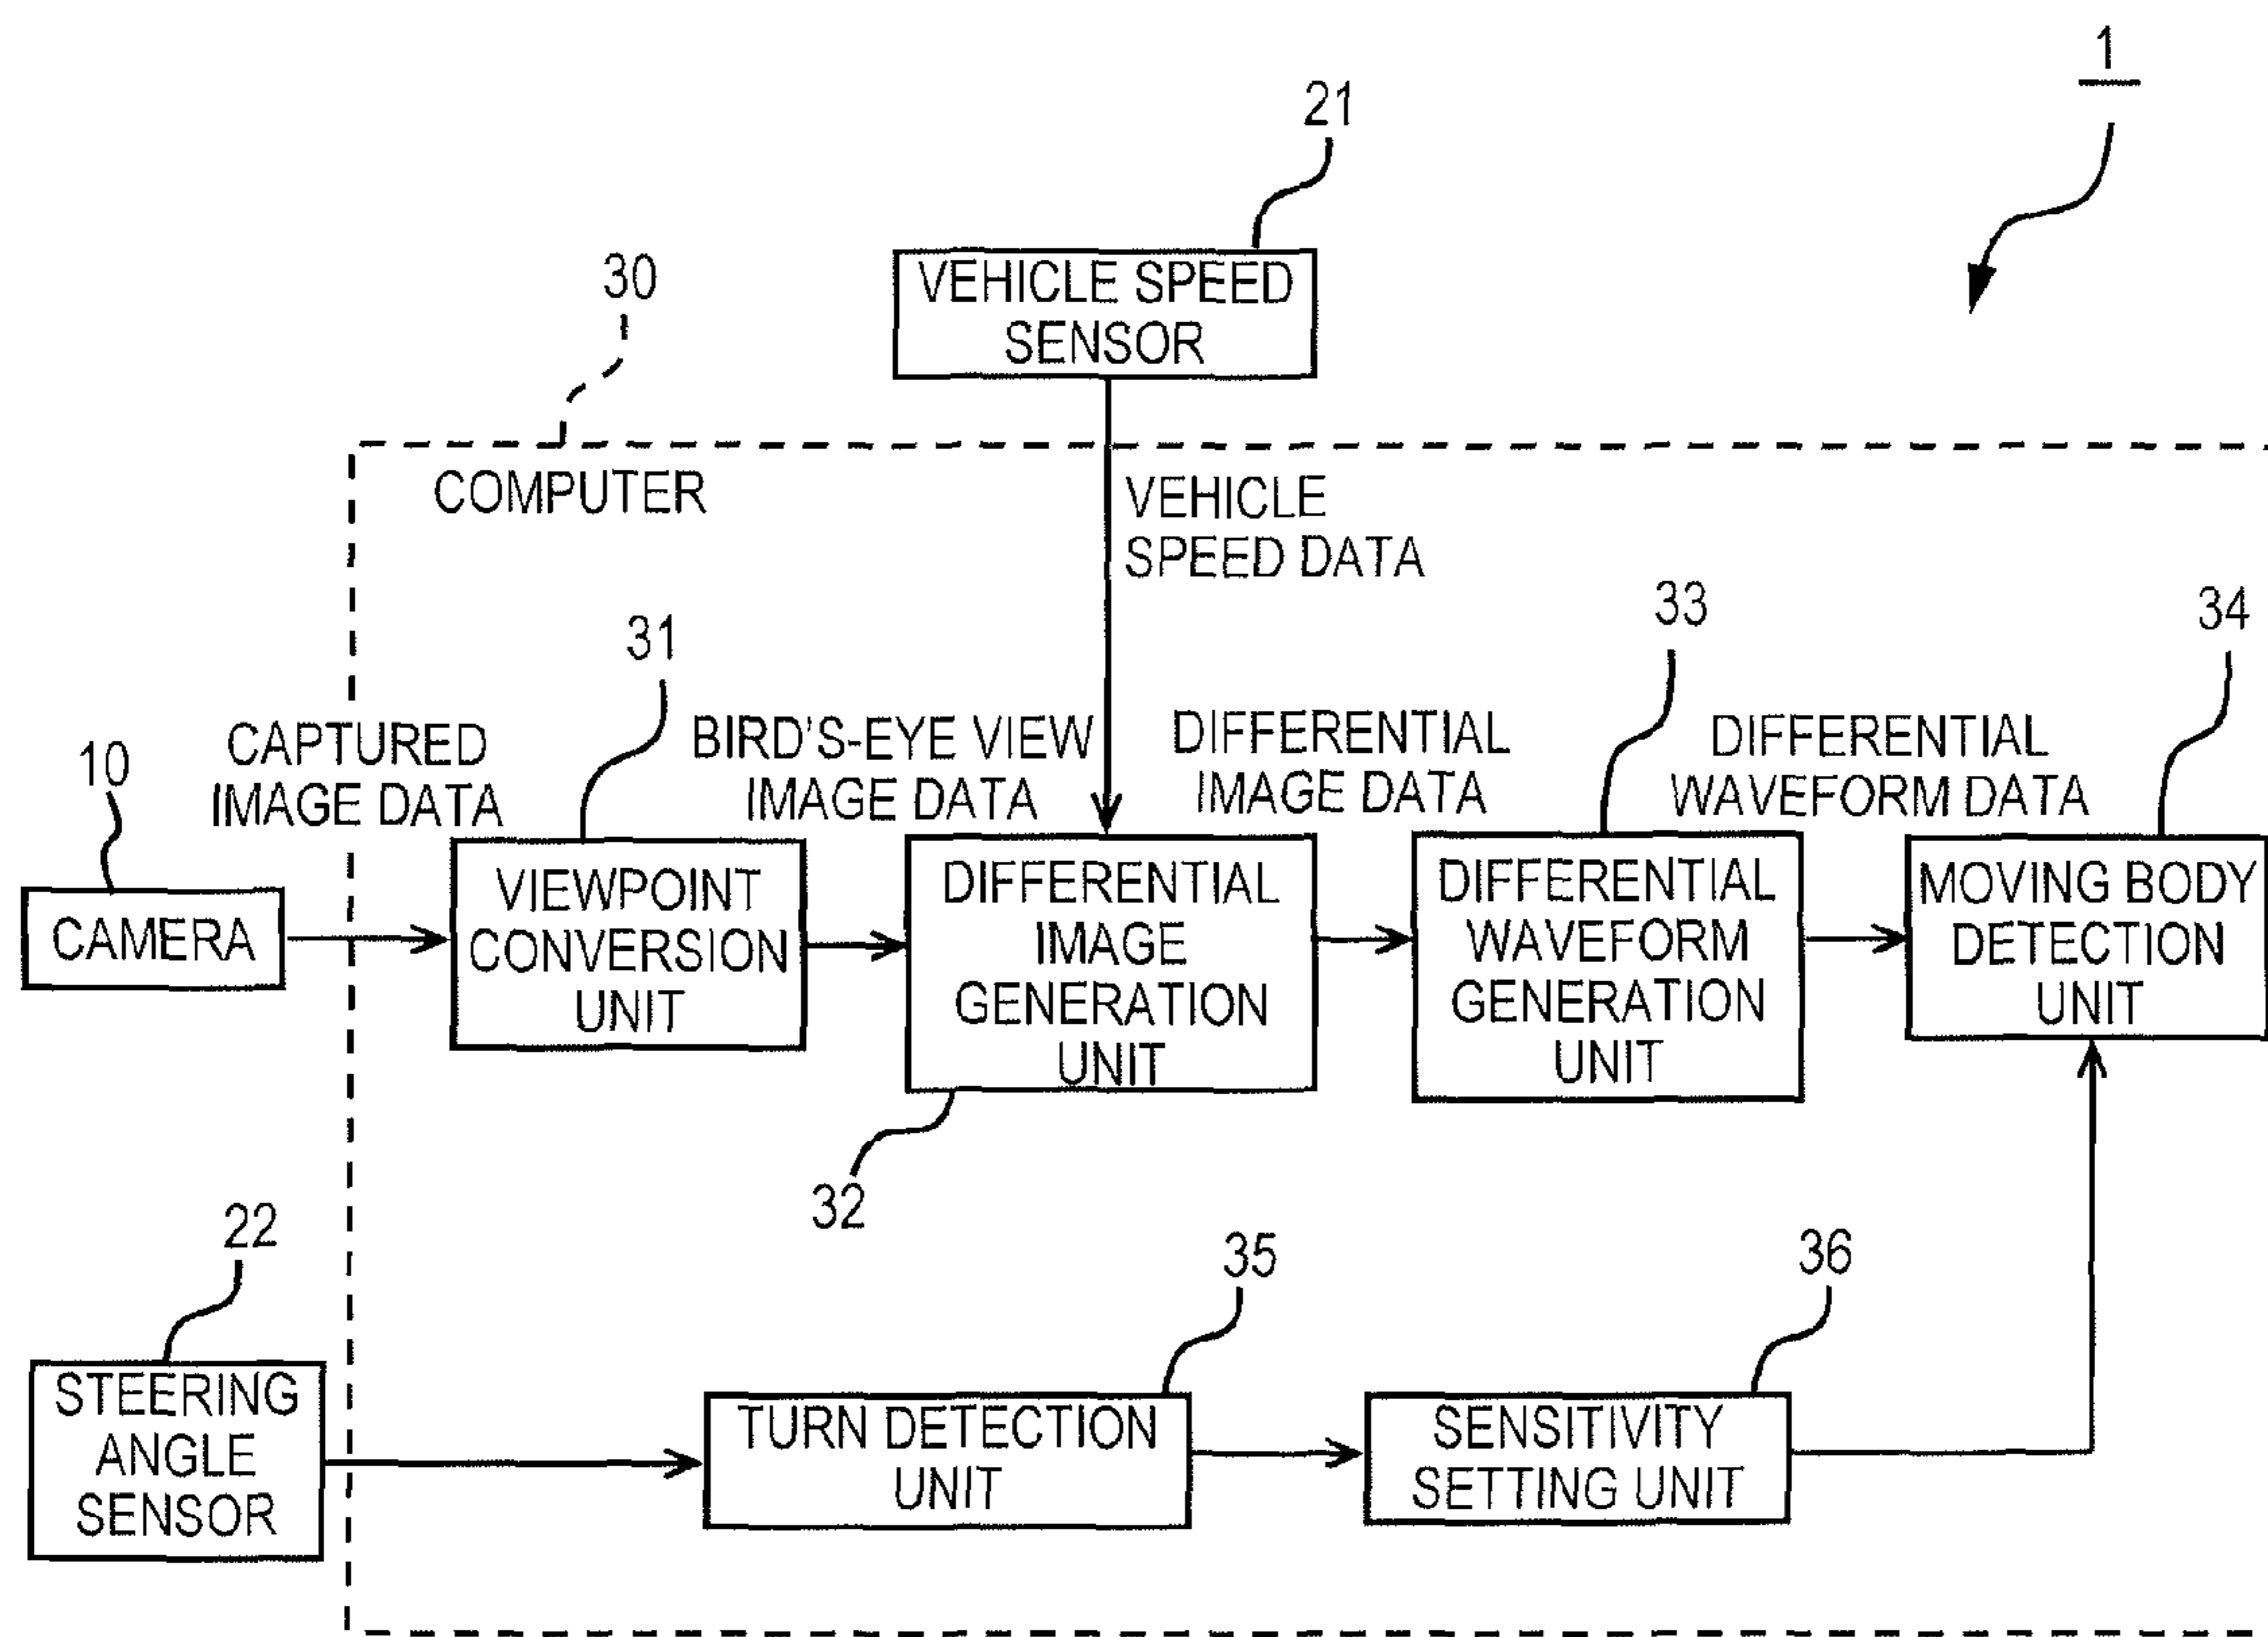 1
21
VEHICLE SPEED
SENSOR
30
COMPUTER
VEHICLE
SPEED DATA
10
CAPTURED
IMAGE DATA
31
BIRD'S-EYE VIEW
IMAGE DATA
DIFFERENTIAL
IMAGE DATA
33
DIFFERENTIAL
WAVEFORM DATA
34
CAMERA
VIEWPOINT
CONVERSION
UNIT
DIFFERENTIAL
IMAGE
GENERATION
UNIT
32
DIFFERENTIAL
WAVEFORM
GENERATION
UNIT
MOVING BODY
DETECTION
UNIT
22
STEERING
ANGLE
SENSOR
35
TURN DETECTION
UNIT
36
SENSITIVITY
SETTING UNIT